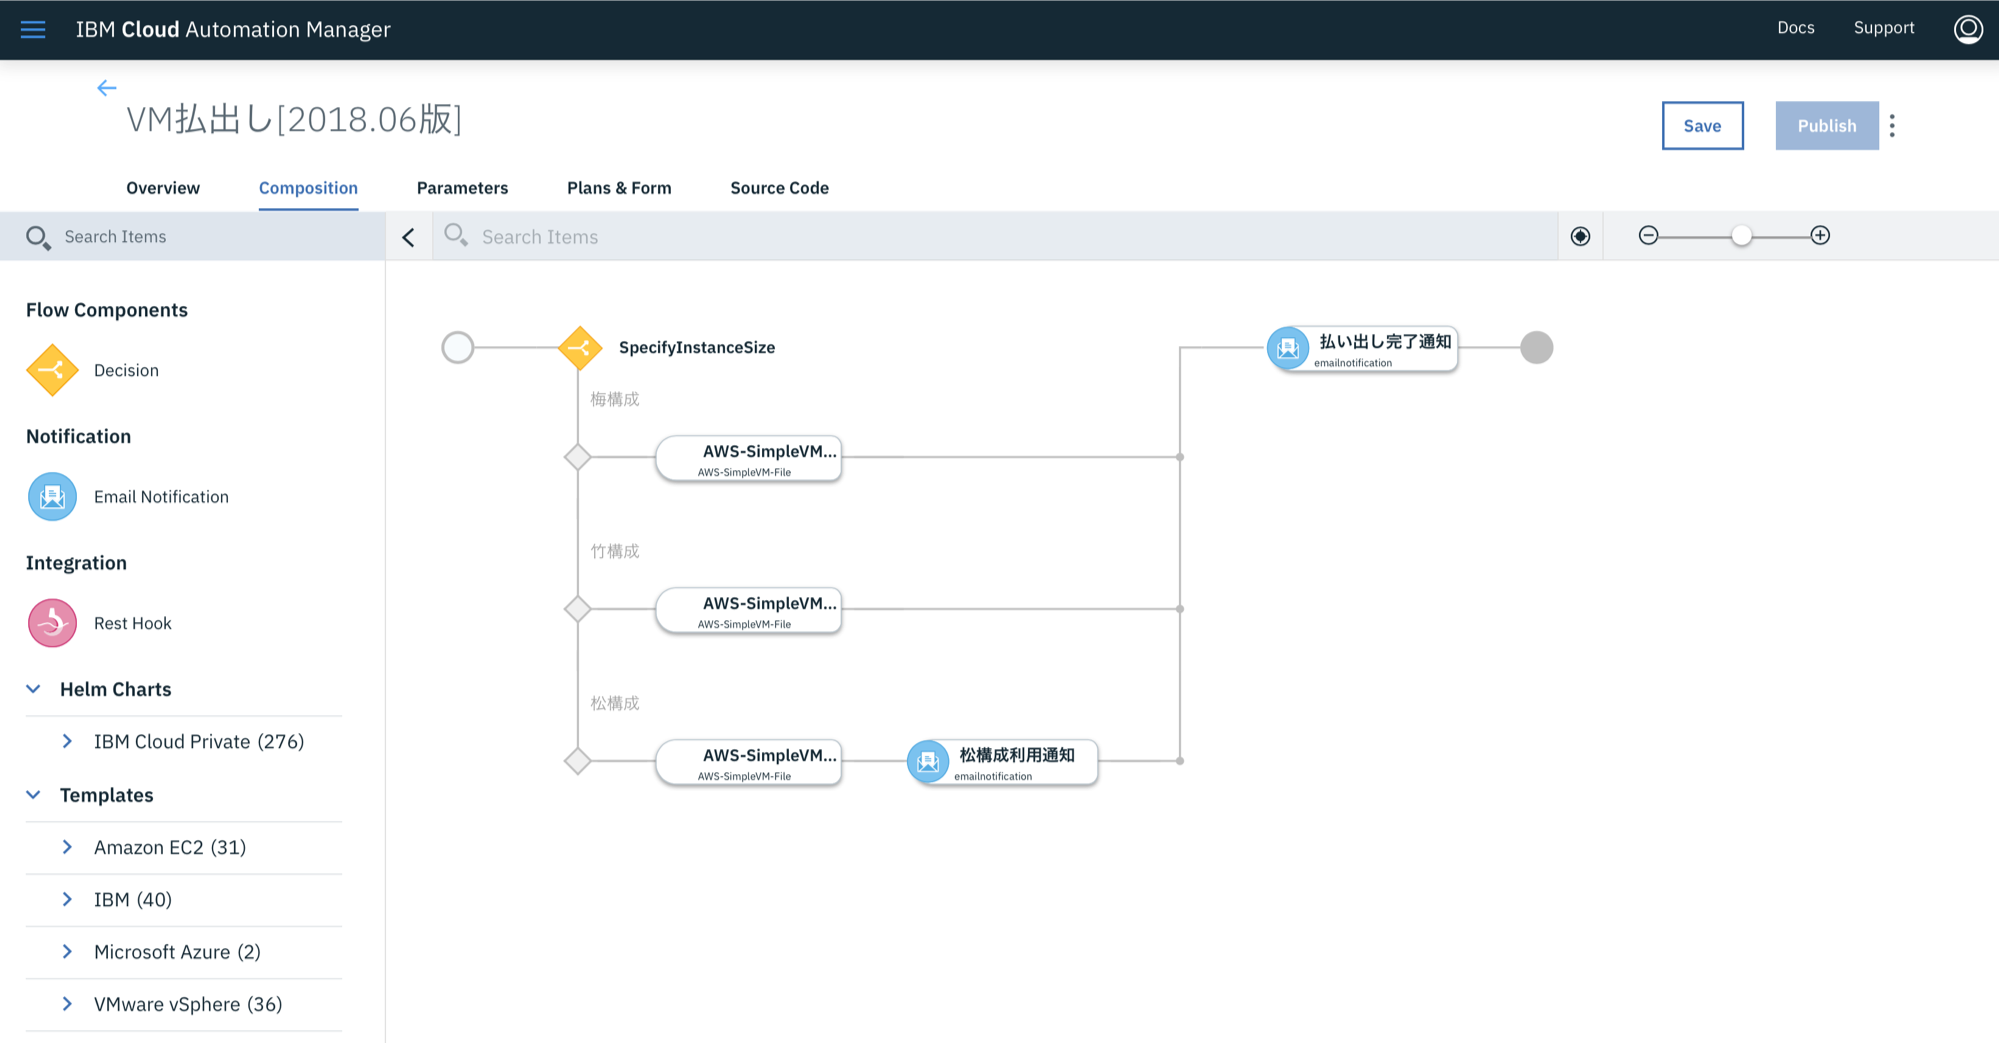 IBM Cloud Automation Manager
Docs
Support
VM払出し[2018.06版]
Save
Publish
Overview
Composition
Parameters
Plans & Form
Source Code
Search Items
Search Items
Flow Components
Decision
Notification
Email Notification
Integration
Rest Hook
Helm Charts
IBM Cloud Private (276)
Templates
Amazon EC2 (31)
IBM (40)
Microsoft Azure (2)
VMware vSphere (36)
SpecifyInstanceSize
梅構成
AWS-SimpleVM...
AWS-SimpleVM-File
竹構成
AWS-SimpleVM...
AWS-SimpleVM-File
松構成
AWS-SimpleVM...
AWS-SimpleVM-File
松構成利用通知
emailnotification
払い出し完了通知
emailnotification